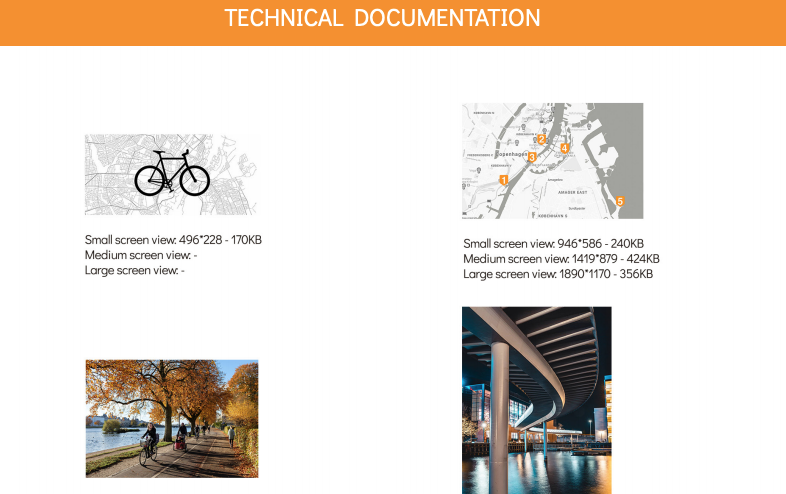 TECHNICAL DOCUMENTATION
Small screen view: 496*228 - 170KB
Medium screen view: -
Large screen view: -
2
Copenhagen
3
4
1
AMAGER EAST
5
KØBENHAVN S
Small screen view: 946*586 - 240KB
Medium screen view: 1419*879 - 424KB
Large screen view: 1890*1170 - 356KB